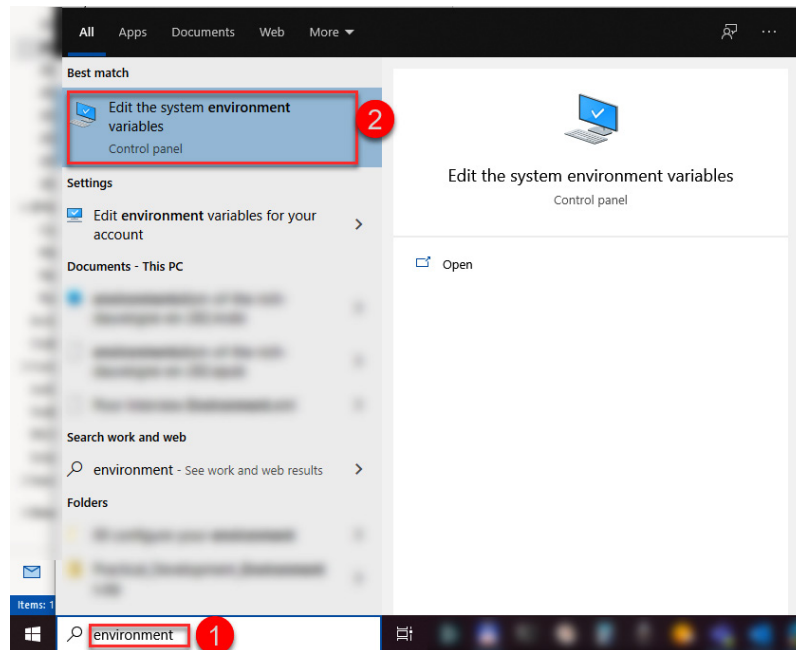 All Apps Documents Web More
Best match
Edit the system environment
variables
Control panel
2
Edit the system environment variables
Control panel
Settings
Edit environment variables for your
account
Open
Documents - This PC
Search work and web
environment - See work and web results
Folders
Items: 1
environment
1